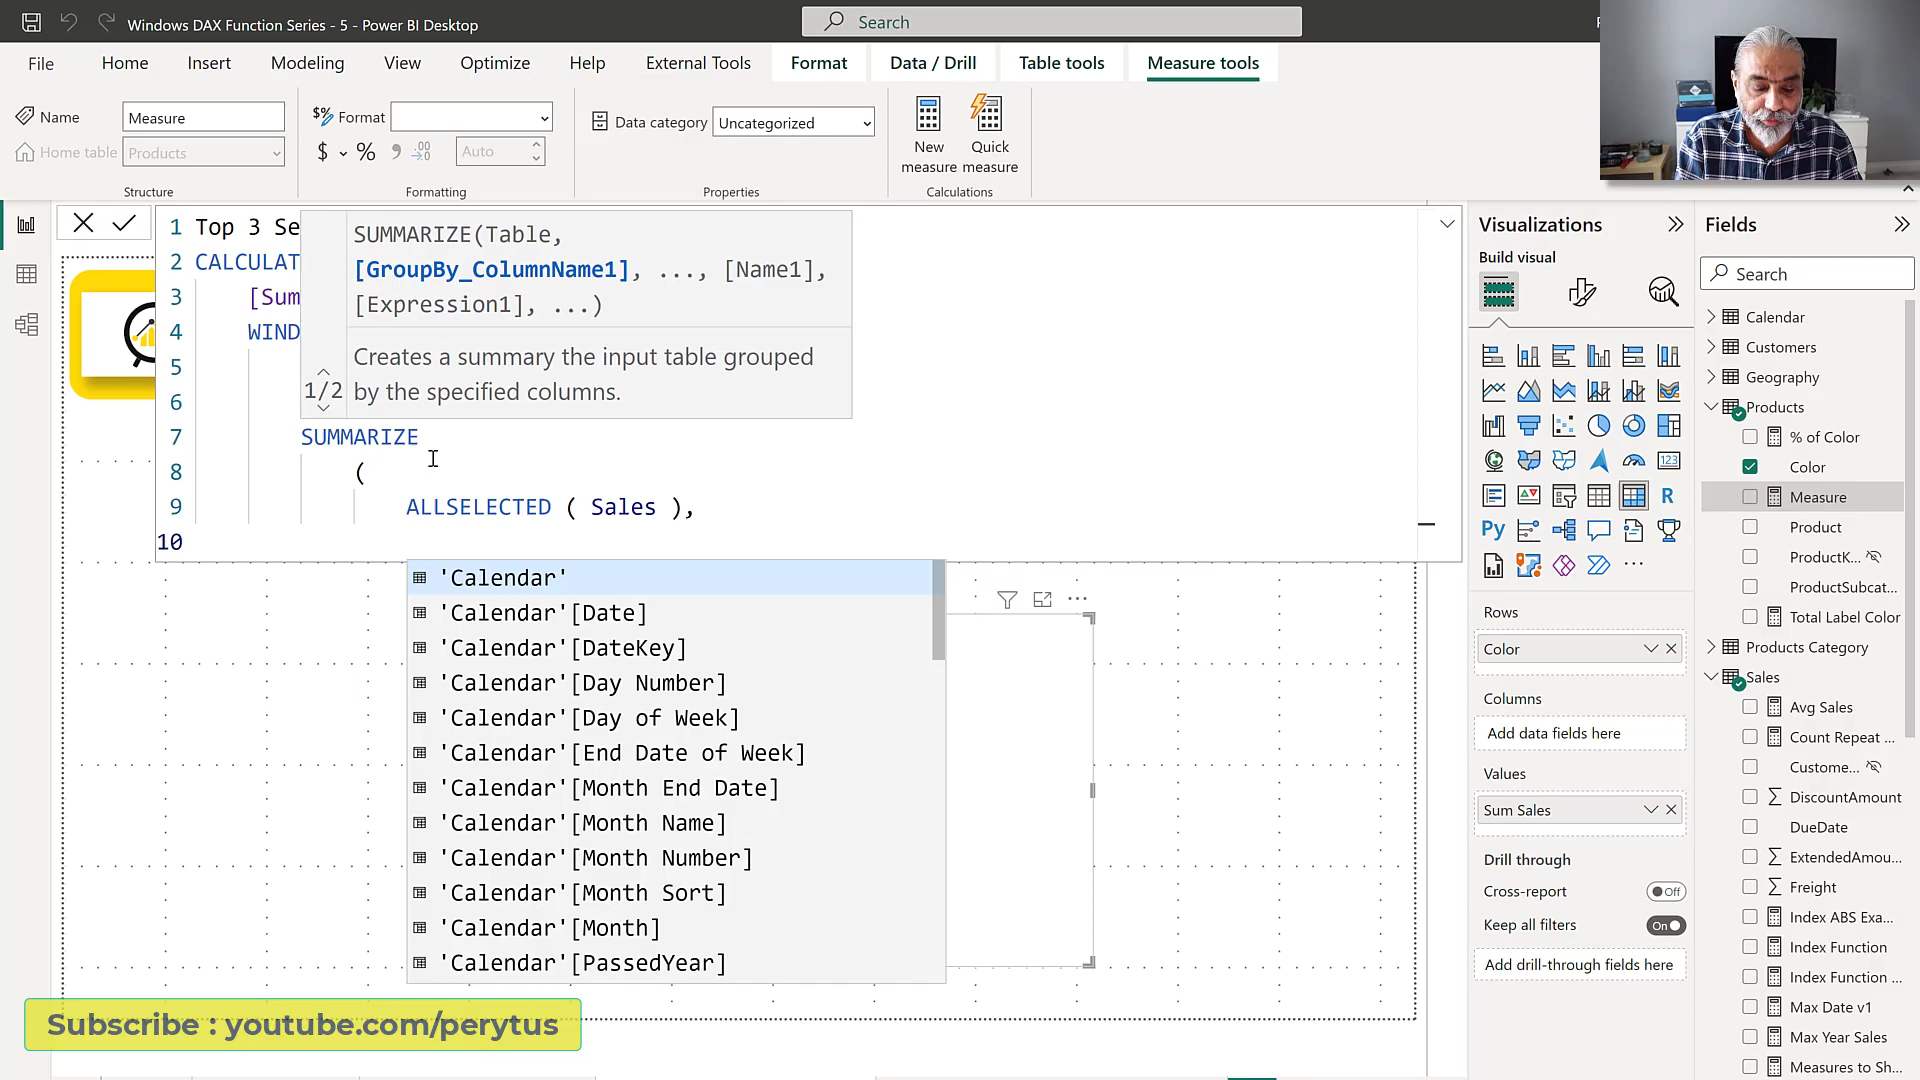 Windows DAX Function Series - 5 - Power BI Desktop
Search
File
Home
Insert
Modeling
View
Optimize
Help
External Tools
Format
Data / Drill
Table tools
Measure tools
Name
Measure
Home table
Products
Structure
Format
$
%
Auto
Formatting
Data category
Uncategorized
Properties
New measure
Quick measure
Calculations
1 Top 3 Se
2 CALCULAT
3 [Sum
4 WIND
5
6
7 SUMMARIZE
8 (
9 ALLSELECTED ( Sales ),
10
SUMMARIZE(Table,
[GroupBy_ColumnName1], ..., [Name1],
[Expression1], ...)
1/2
Creates a summary the input table grouped
by the specified columns.
'Calendar'
'Calendar'[Date]
'Calendar'[DateKey]
'Calendar'[Day Number]
'Calendar'[Day of Week]
'Calendar'[End Date of Week]
'Calendar'[Month End Date]
'Calendar'[Month Name]
'Calendar'[Month Number]
'Calendar'[Month Sort]
'Calendar'[Month]
'Calendar'[PassedYear]
Subscribe : youtube.com/perytus
Visualizations
Build visual
123
R
Py
Rows
Color
Columns
Add data fields here
Values
Sum Sales
Drill through
Cross-report
Off
Keep all filters
On
Add drill-through fields here
Fields
Search
Calendar
Customers
Geography
Products
% of Color
Color
Measure
Product
ProductK...
ProductSubcat...
Total Label Color
Products Category
Sales
Avg Sales
Count Repeat ...
Custome...
DiscountAmount
DueDate
ExtendedAmou...
Freight
Index ABS Exa...
Index Function
Index Function ...
Max Date v1
Max Year Sales
Measures to Sh...